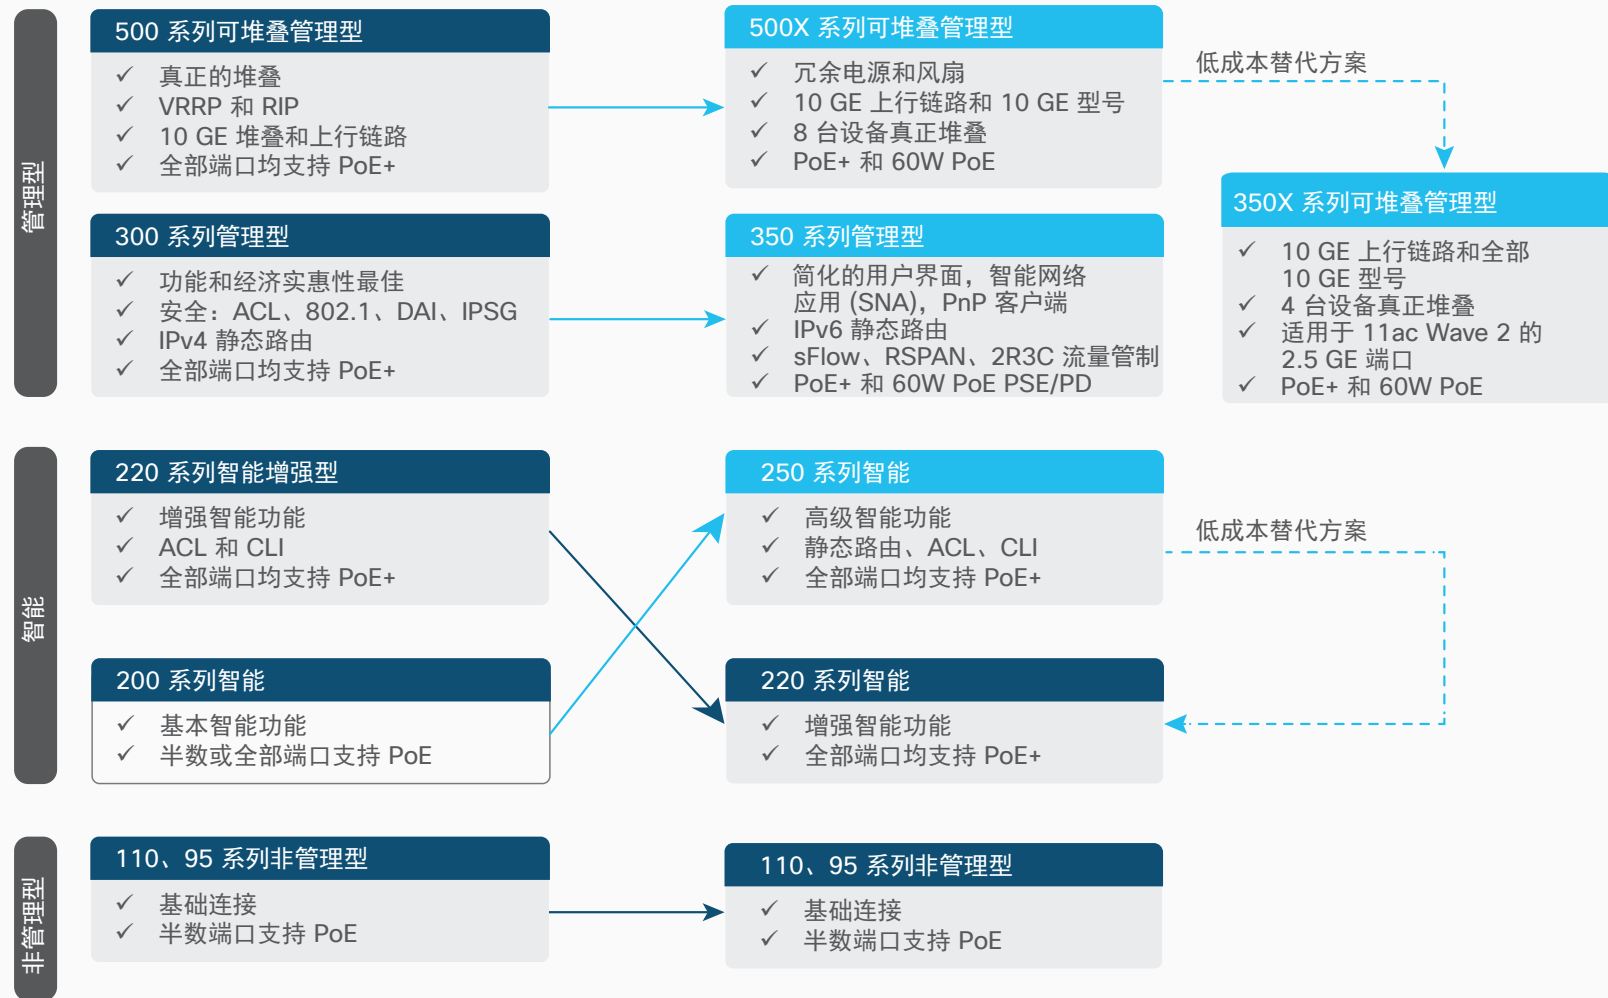 管理型
500 系列可堆叠管理型
✓ 真正的堆叠
✓ VRRP 和 RIP
✓ 10 GE 堆叠和上行链路
✓ 全部端口均支持 PoE+
500X 系列可堆叠管理型
✓ 冗余电源和风扇
✓ 10 GE 上行链路和 10 GE 型号
✓ 8 台设备真正堆叠
✓ PoE+ 和 60W PoE
低成本替代方案
300 系列管理型
✓ 功能和经济实惠性最佳
✓ 安全：ACL、802.1、DAI、IPSG
✓ IPv4 静态路由
✓ 全部端口均支持 PoE+
350 系列管理型
✓ 简化的用户界面，智能网络
应用 (SNA)，PnP 客户端
✓ IPv6 静态路由
✓ sFlow、RSPAN、2R3C 流量管制
✓ PoE+ 和 60W PoE PSE/PD
350X 系列可堆叠管理型
✓ 10 GE 上行链路和全部
10 GE 型号
✓ 4 台设备真正堆叠
✓ 适用于 11ac Wave 2 的
2.5 GE 端口
✓ PoE+ 和 60W PoE
智能
220 系列智能增强型
✓ 增强智能功能
✓ ACL 和 CLI
✓ 全部端口均支持 PoE+
250 系列智能
✓ 高级智能功能
✓ 静态路由、ACL、CLI
✓ 全部端口均支持 PoE+
低成本替代方案
200 系列智能
✓ 基本智能功能
✓ 半数或全部端口支持 PoE
220 系列智能
✓ 增强智能功能
✓ 全部端口均支持 PoE+
非管理型
110、95 系列非管理型
✓ 基础连接
✓ 半数端口支持 PoE
110、95 系列非管理型
✓ 基础连接
✓ 半数端口支持 PoE